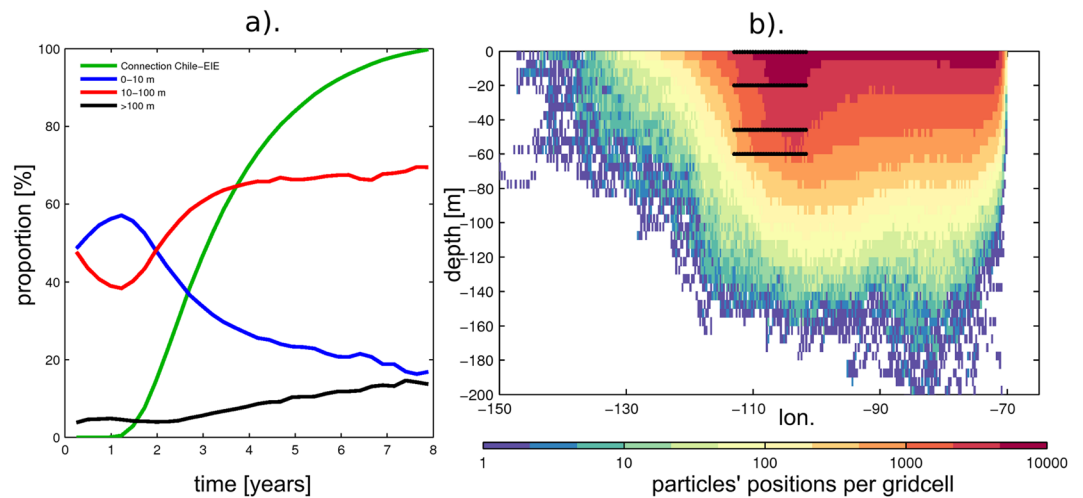 a).
100
80
60
40
20
0
proportion [%]
Connection Chile-EIE
0-10 m
10-100 m
>100 m
0 1 2 3 4 5 6 7 8
time [years]
b).
0
-20
-40
-60
-80
-100
-120
-140
-160
-180
-200
depth [m]
-150 -130 -110 -90 -70
lon.
1 10 100 1000 10000
particles' positions per gridcell